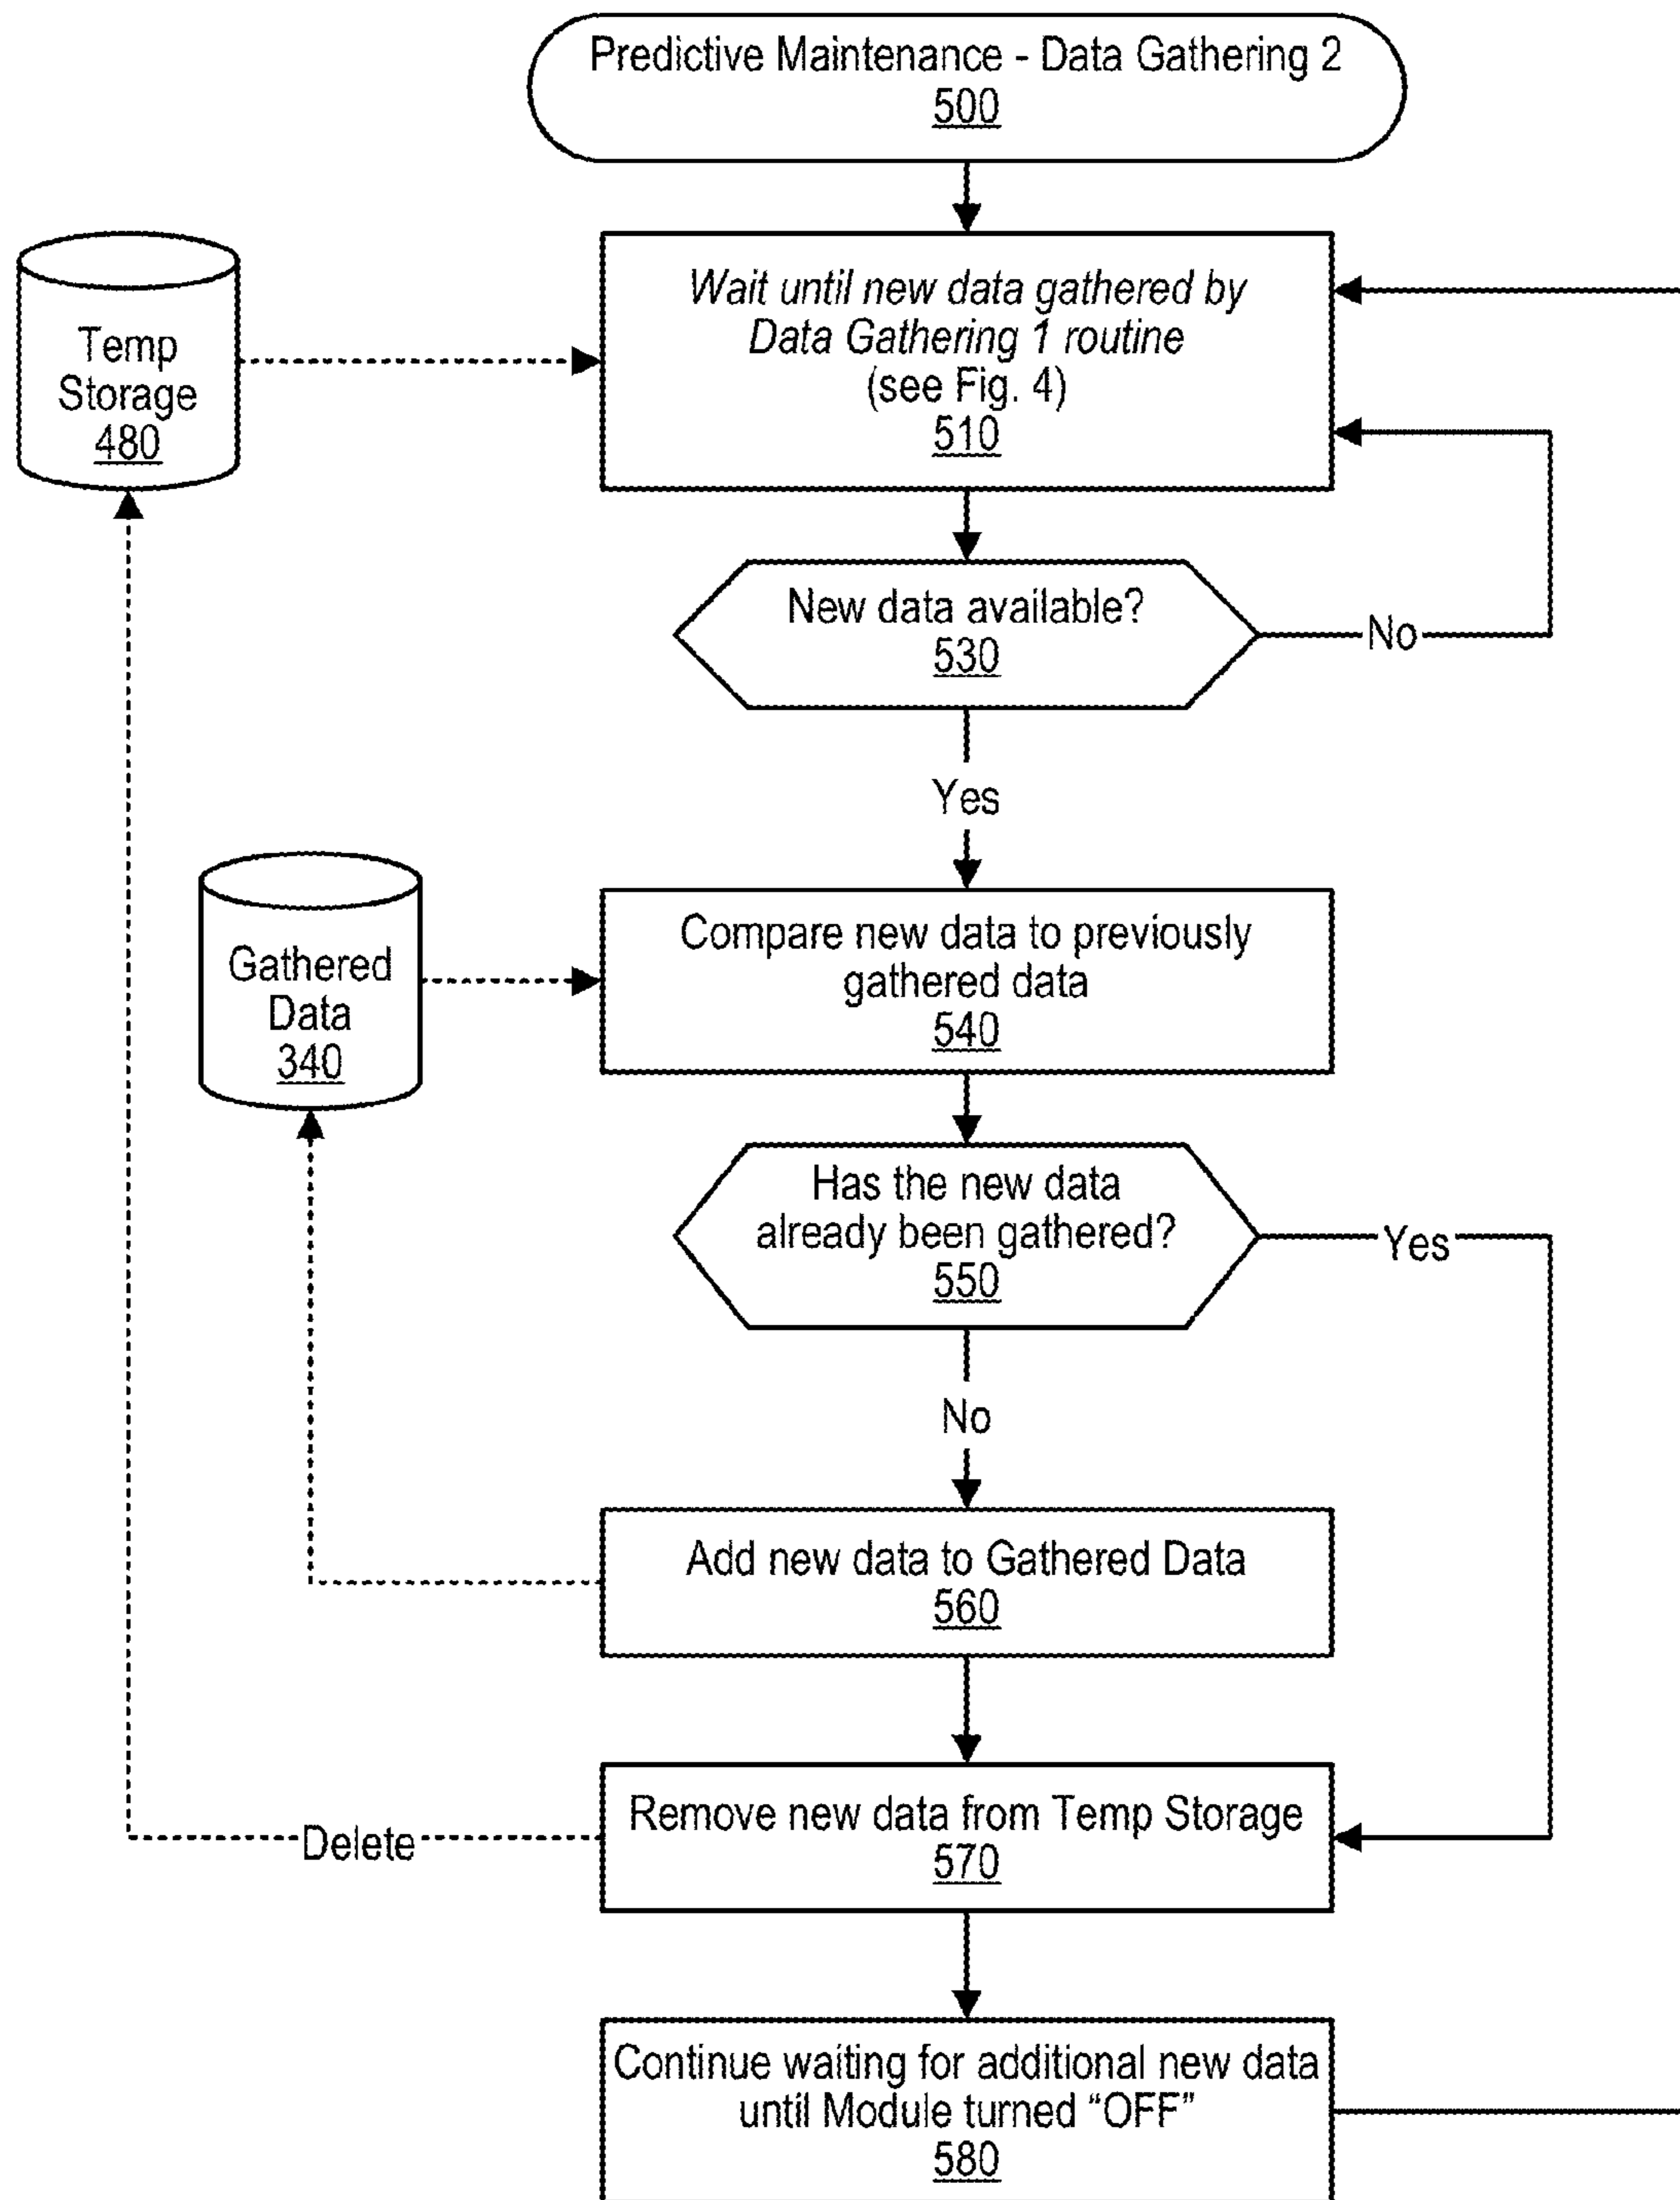 Predictive Maintenance - Data Gathering 2
500
Temp
Storage
480
Wait until new data gathered by
Data Gathering 1 routine
(see Fig. 4)
510
New data available?
530
No
Yes
Gathered
Data
340
Compare new data to previously
gathered data
540
Has the new data
already been gathered?
550
Yes
No
Add new data to Gathered Data
560
Remove new data from Temp Storage
570
Delete
Continue waiting for additional new data
until Module turned “OFF”
580